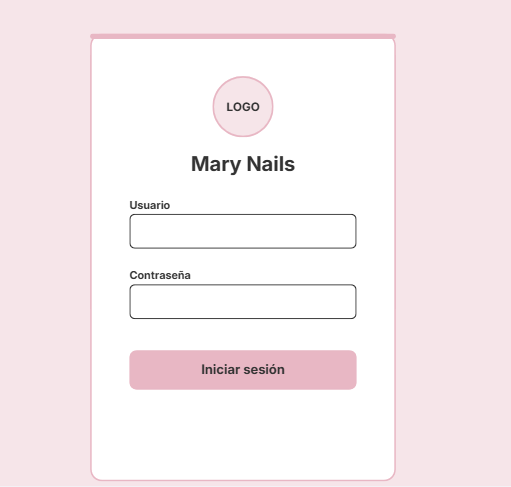 LOGO
Mary Nails
Usuario
Contraseña
Iniciar sesión